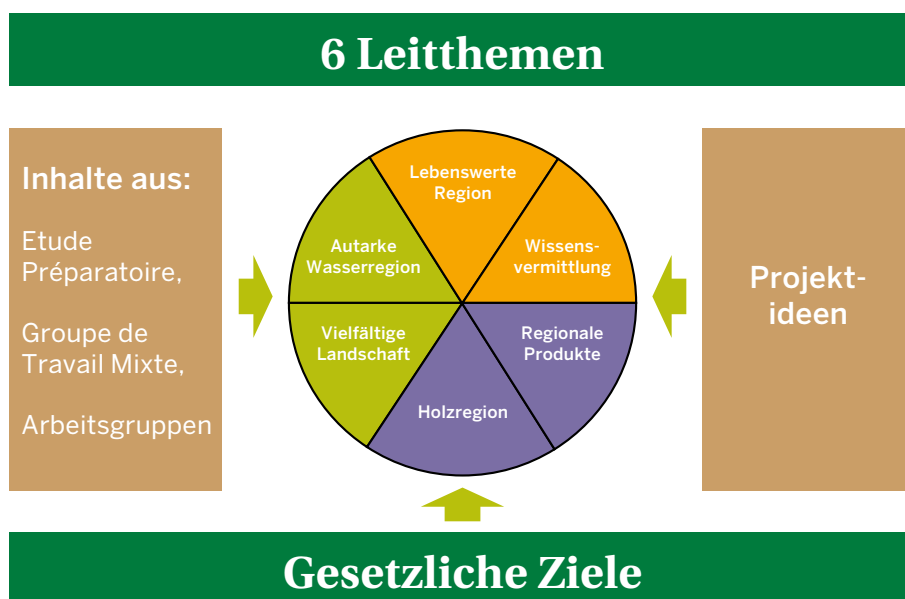 6 Leitthemen
Inhalte aus:
Etude
Préparatoire,
Groupe de
Travail Mixte,
Arbeitsgruppen
Lebenswerte
Region
Autarke
Wasserregion
Wissens-
vermittlung
Vielfältige
Landschaft
Regionale
Produkte
Holzregion
Projekt-
ideen
Gesetzliche Ziele